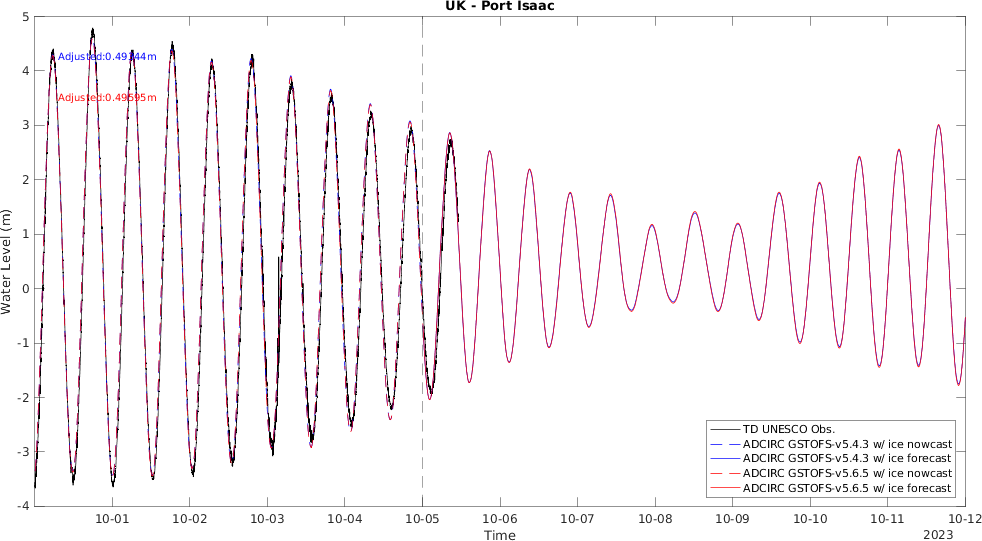 UK - Port Isaac
5
4
3
2
1
0
-1
-2
-3
-4
Water Level (m)
Adjusted:0.49344m
Adjusted:0.49595m
TD UNESCO Obs.
ADCIRC GSTOFS-v5.4.3 w/ ice nowcast
ADCIRC GSTOFS-v5.4.3 w/ ice forecast
ADCIRC GSTOFS-v5.6.5 w/ ice nowcast
ADCIRC GSTOFS-v5.6.5 w/ ice forecast
10-01 10-02 10-03 10-04 10-05 10-06 10-07 10-08 10-09 10-10 10-11 10-12
Time
2023